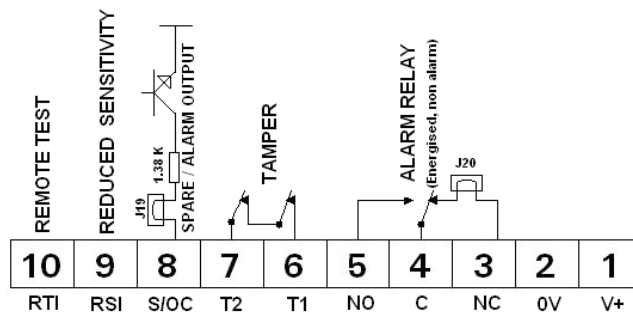 REMOTE TEST
REDUCED SENSITIVITY
J19
1.38 K
SPARE / ALARM OUTPUT
TAMPER
ALARM RELAY
(Energised, non alarm)
J20
10 9 8 7 6 5 4 3 2 1
RTI RSI S/OC T2 T1 NO C NC 0V V+